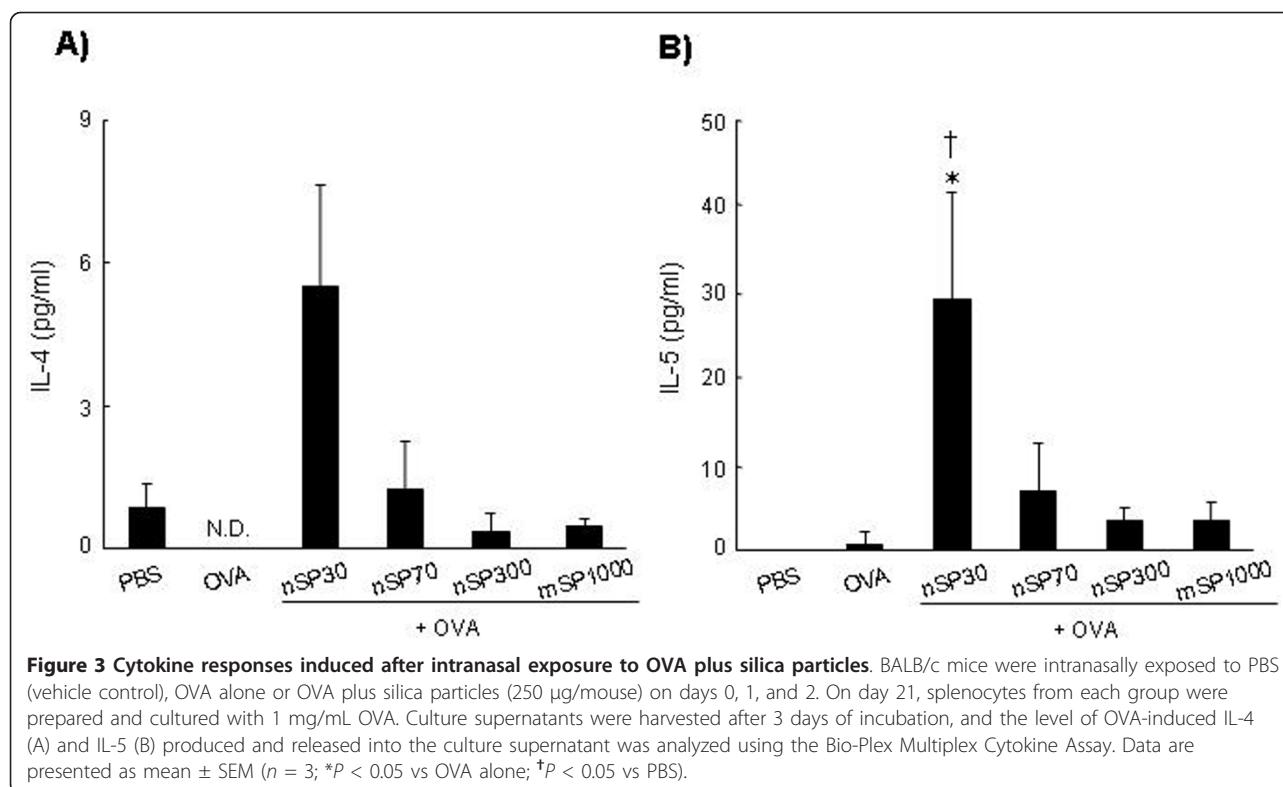 A)
9
6
3
0
IL-4 (pg/ml)
N.D.
PBS OVA nSP30 nSP70 nSP300 mSP1000
+ OVA
B)
50
40
30
20
10
0
IL-5 (pg/ml)
†
*
PBS OVA nSP30 nSP70 nSP300 mSP1000
+ OVA
Figure 3 Cytokine responses induced after intranasal exposure to OVA plus silica particles. BALB/c mice were intranasally exposed to PBS
(vehicle control), OVA alone or OVA plus silica particles (250 μg/mouse) on days 0, 1, and 2. On day 21, splenocytes from each group were
prepared and cultured with 1 mg/mL OVA. Culture supernatants were harvested after 3 days of incubation, and the level of OVA-induced IL-4
(A) and IL-5 (B) produced and released into the culture supernatant was analyzed using the Bio-Plex Multiplex Cytokine Assay. Data are
presented as mean ± SEM (n = 3; *P < 0.05 vs OVA alone; †P < 0.05 vs PBS).